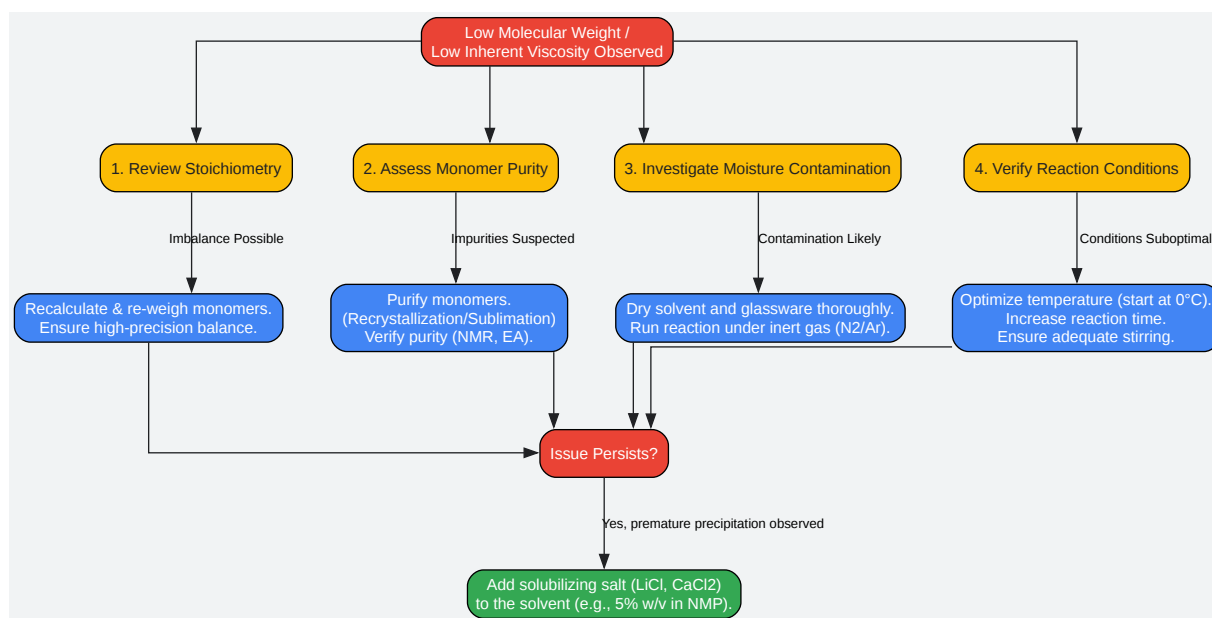 Low Molecular Weight /
Low Inherent Viscosity Observed
1. Review Stoichiometry
2. Assess Monomer Purity
3. Investigate Moisture Contamination
4. Verify Reaction Conditions
Imbalance Possible
Impurities Suspected
Contamination Likely
Conditions Suboptimal
Recalculate & re-weigh monomers.
Ensure high-precision balance.
Purify monomers.
(Recrystallization/Sublimation)
Verify purity (NMR, EA).
Dry solvent and glassware thoroughly.
Run reaction under inert gas (N2/Ar).
Optimize temperature (start at 0°C).
Increase reaction time.
Ensure adequate stirring.
Issue Persists?
Yes, premature precipitation observed
Add solubilizing salt (LiCl, CaCl2)
to the solvent (e.g., 5% w/v in NMP).